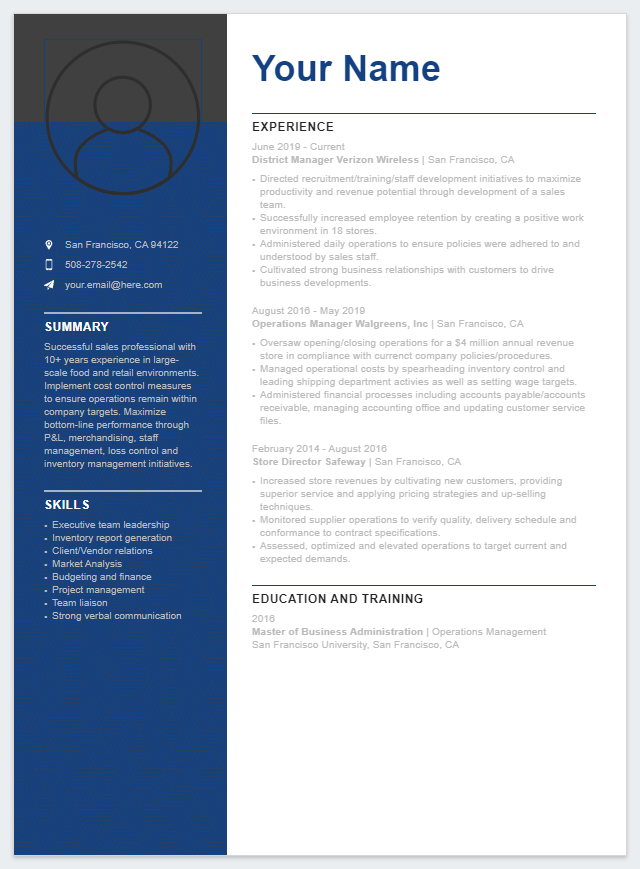 Your Name
San Francisco, CA 94122
508-278-2542
your.email@here.com
SUMMARY
Successful sales professional with
10+ years experience in large-
scale food and retail environments.
Implement cost control measures
to ensure operations remain within
company targets. Maximize
bottom-line performance through
P&L, merchandising, staff
management, loss control and
inventory management initiatives.
SKILLS
• Executive team leadership
• Inventory report generation
• Client/Vendor relations
• Market Analysis
• Budgeting and finance
• Project management
• Team liaison
• Strong verbal communication
EXPERIENCE
June 2019 - Current
District Manager Verizon Wireless | San Francisco, CA
• Directed recruitment/training/staff development initiatives to maximize
productivity and revenue potential through development of a sales
team.
• Successfully increased employee retention by creating a positive work
environment in 18 stores.
• Administered daily operations to ensure policies were adhered to and
understood by sales staff.
• Cultivated strong business relationships with customers to drive
business developments.
August 2016 - May 2019
Operations Manager Walgreens, Inc | San Francisco, CA
• Oversaw opening/closing operations for a $4 million annual revenue
store in compliance with currenct company policies/procedures.
• Managed operational costs by spearheading inventory control and
leading shipping department activies as well as setting wage targets.
• Administered financial processes including accounts payable/accounts
receivable, managing accounting office and updating customer service
files.
February 2014 - August 2016
Store Director Safeway | San Francisco, CA
• Increased store revenues by cultivating new customers, providing
superior service and applying pricing strategies and up-selling
techniques.
• Monitored supplier operations to verify quality, delivery schedule and
conformance to contract specifications.
• Assessed, optimized and elevated operations to target current and
expected demands.
EDUCATION AND TRAINING
2016
Master of Business Administration | Operations Management
San Francisco University, San Francisco, CA